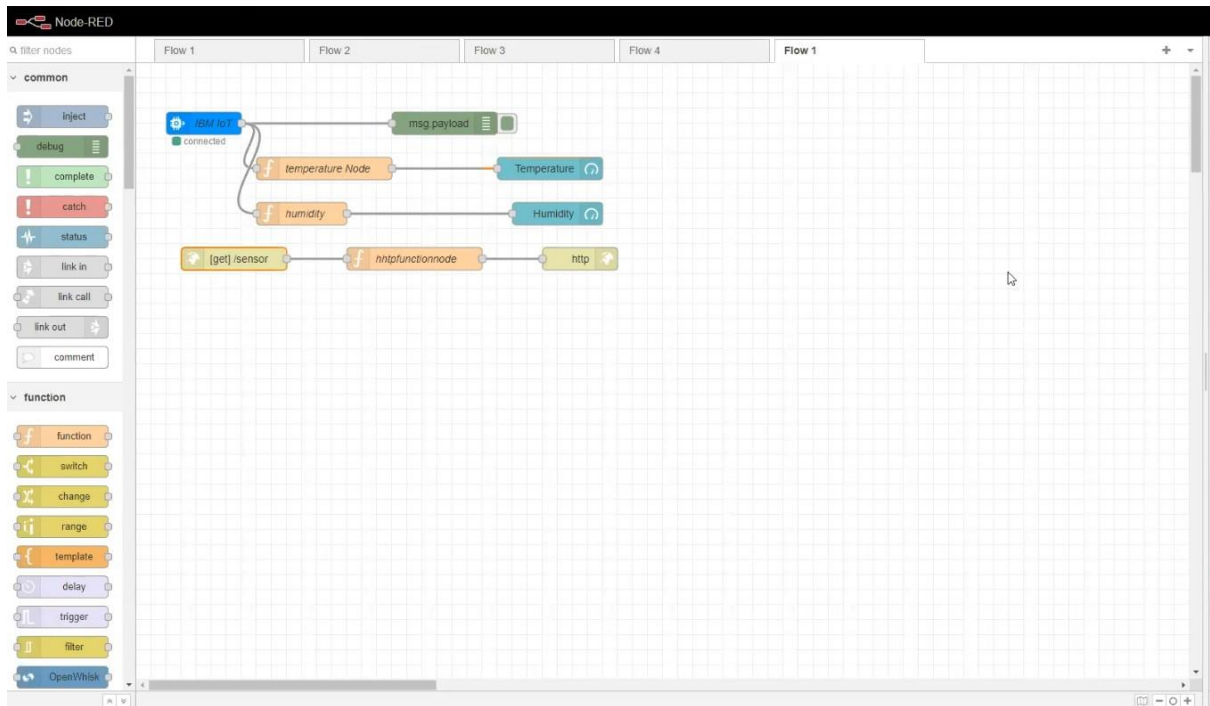 Node-RED
filter nodes
Flow 1
Flow 2
Flow 3
Flow 4
Flow 1
common
inject
debug
complete
catch
status
link in
link call
link out
comment
function
function
switch
change
range
template
delay
trigger
filter
OpenWhisk
IBM IoT
connected
msg.payload
temperature Node
Temperature
humidity
Humidity
[get] /sensor
hhtpfunctionnode
http